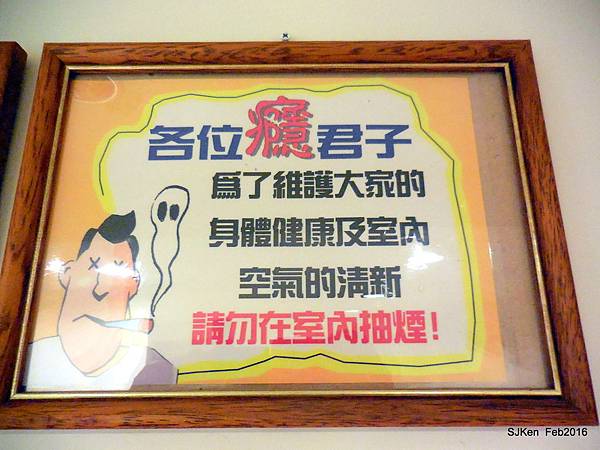 各位癮君子
為了維護大家的
身體健康及室內
空氣的清新
請勿在室內抽煙!
SJKen Feb2016